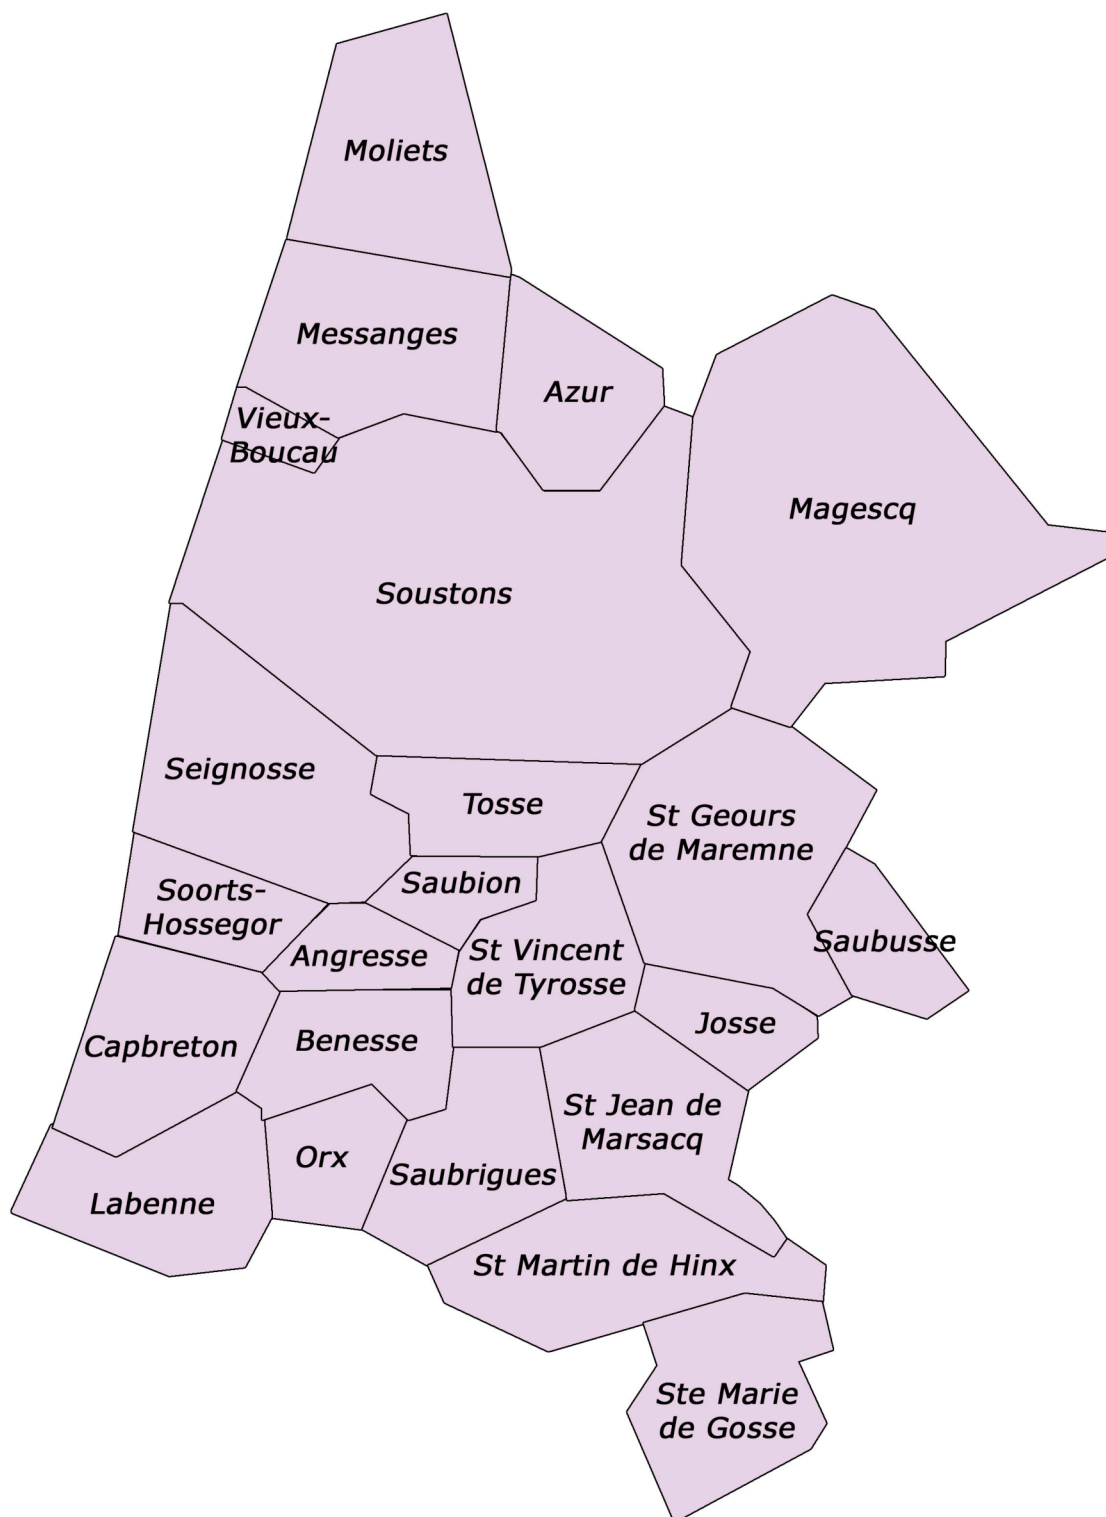 Moliets
Messanges
Azur
Vieux-
Boucau
Magescq
Soustons
Seignosse
Tosse
St Geours
de Maremne
Saubion
Soorts-
Hossegor
Saubusse
Angresse
St Vincent
de Tyrosse
Josse
Capbreton
Benesse
St Jean de
Marsacq
Orx
Saubrigues
Labenne
St Martin de Hinx
Ste Marie
de Gosse